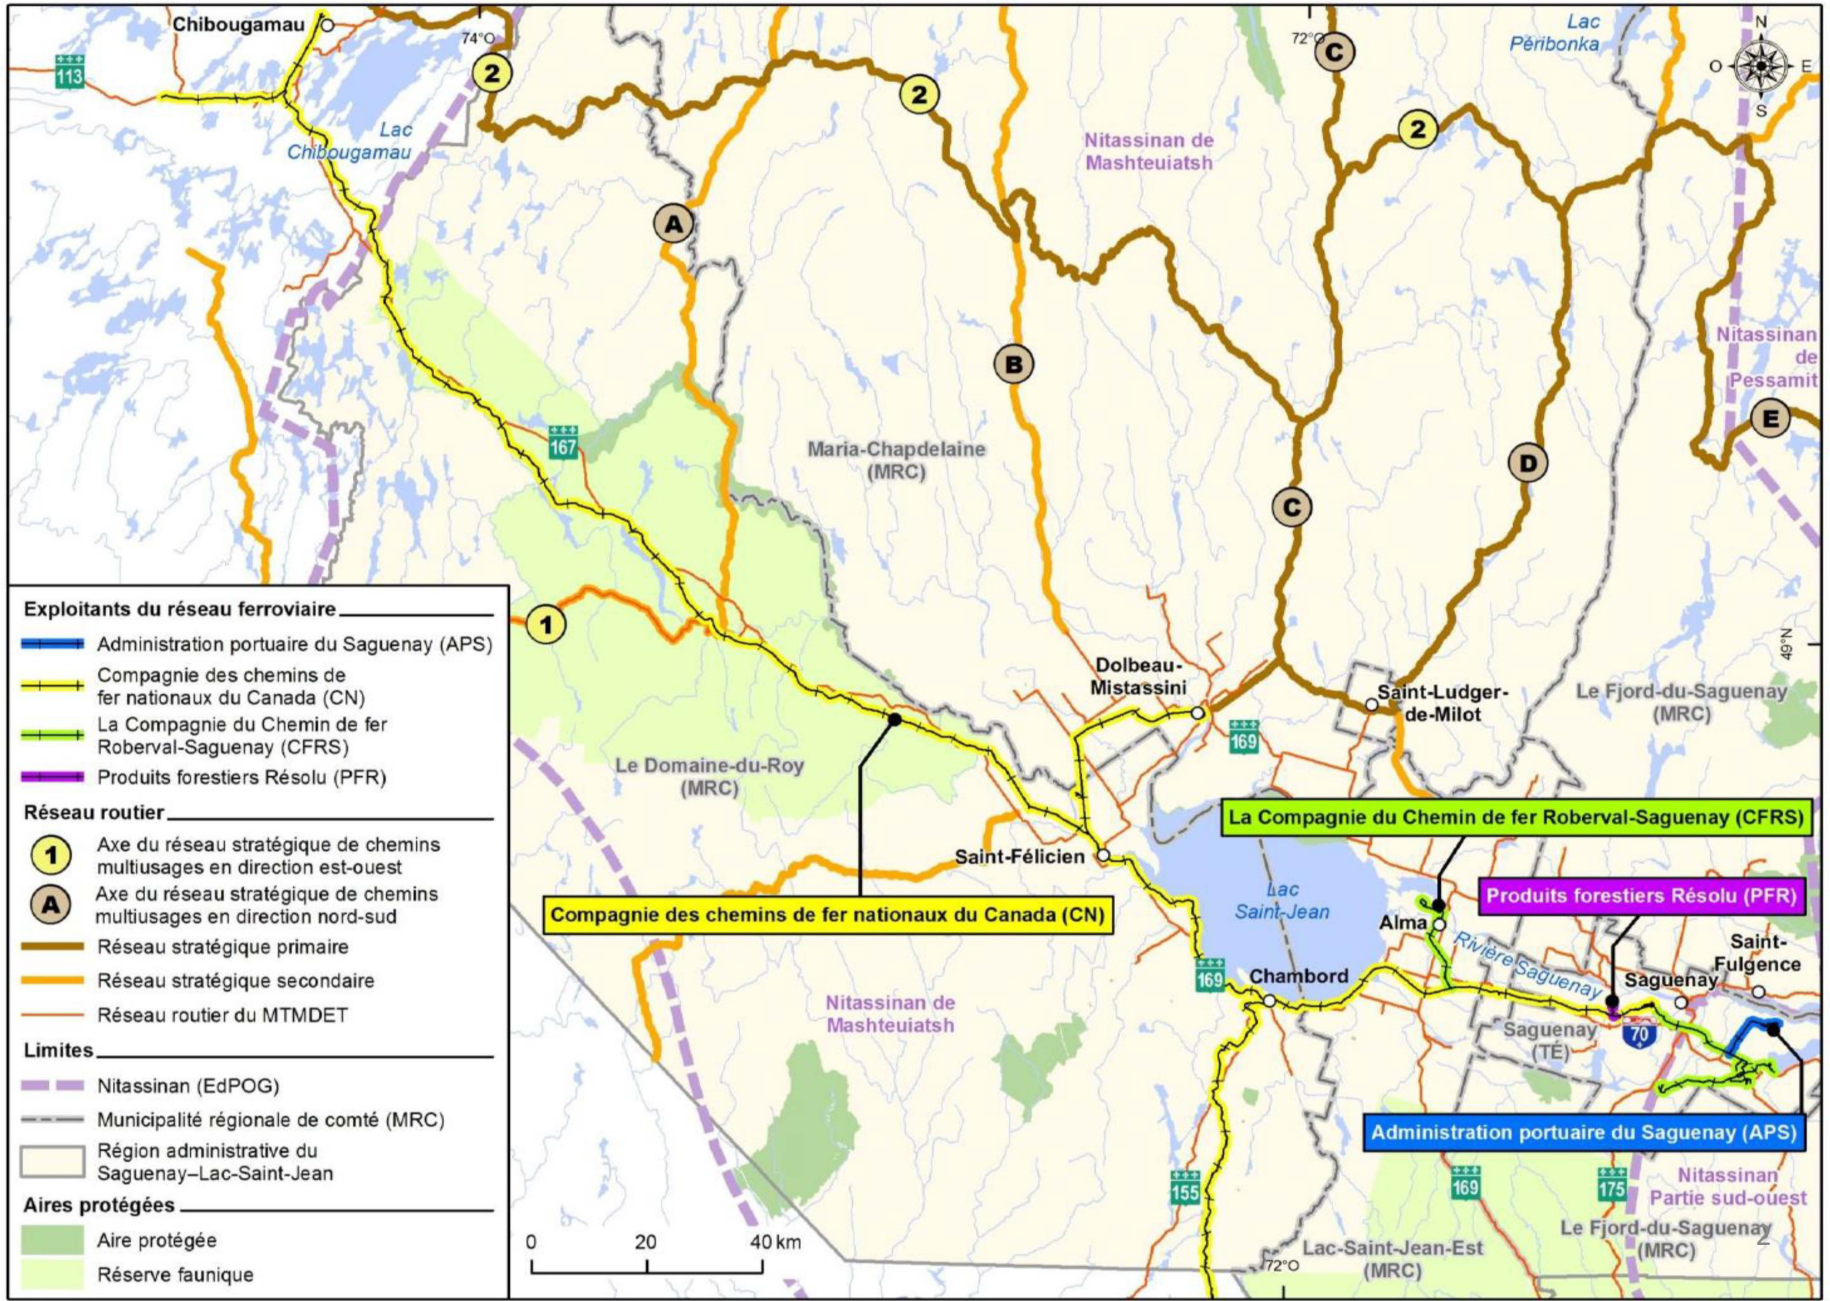 Chibougamau
113
74°O
2
Lac
Chibougamau
2
72°O
C
Lac
Péribonka
N
O
E
S
2
Nitassinan de
Mashteuiatsh
A
B
Nitassinan
de
Pessamit
E
167
Maria-Chapdelaine
(MRC)
D
C
1
49°N
Dolbeau-
Mistassini
Saint-Ludger-
de-Milot
Le Fjord-du-Saguenay
(MRC)
169
Le Domaine-du-Roy
(MRC)
La Compagnie du Chemin de fer Roberval-Saguenay (CFRS)
Saint-Félicien
Lac
Saint-Jean
Produits forestiers Résolu (PFR)
Compagnie des chemins de fer nationaux du Canada (CN)
Alma
Rivière Saguenay
Saint-
Fulgence
169
Chambord
Saguenay
Nitassinan de
Mashteuiatsh
Saguenay
(TÉ)
70
Administration portuaire du Saguenay (APS)
155
169
175
Nitassinan
Partie sud-ouest
Le Fjord-du-Saguenay
(MRC)
2
Lac-Saint-Jean-Est
(MRC)
72°O
0
20
40 km
Exploitants du réseau ferroviaire
Administration portuaire du Saguenay (APS)
Compagnie des chemins de
fer nationaux du Canada (CN)
La Compagnie du Chemin de fer
Roberval-Saguenay (CFRS)
Produits forestiers Résolu (PFR)
Réseau routier
1
Axe du réseau stratégique de chemins
multiusages en direction est-ouest
A
Axe du réseau stratégique de chemins
multiusages en direction nord-sud
Réseau stratégique primaire
Réseau stratégique secondaire
Réseau routier du MTMDET
Limites
Nitassinan (EdPOG)
Municipalité régionale de comté (MRC)
Région administrative du
Saguenay–Lac-Saint-Jean
Aires protégées
Aire protégée
Réserve faunique